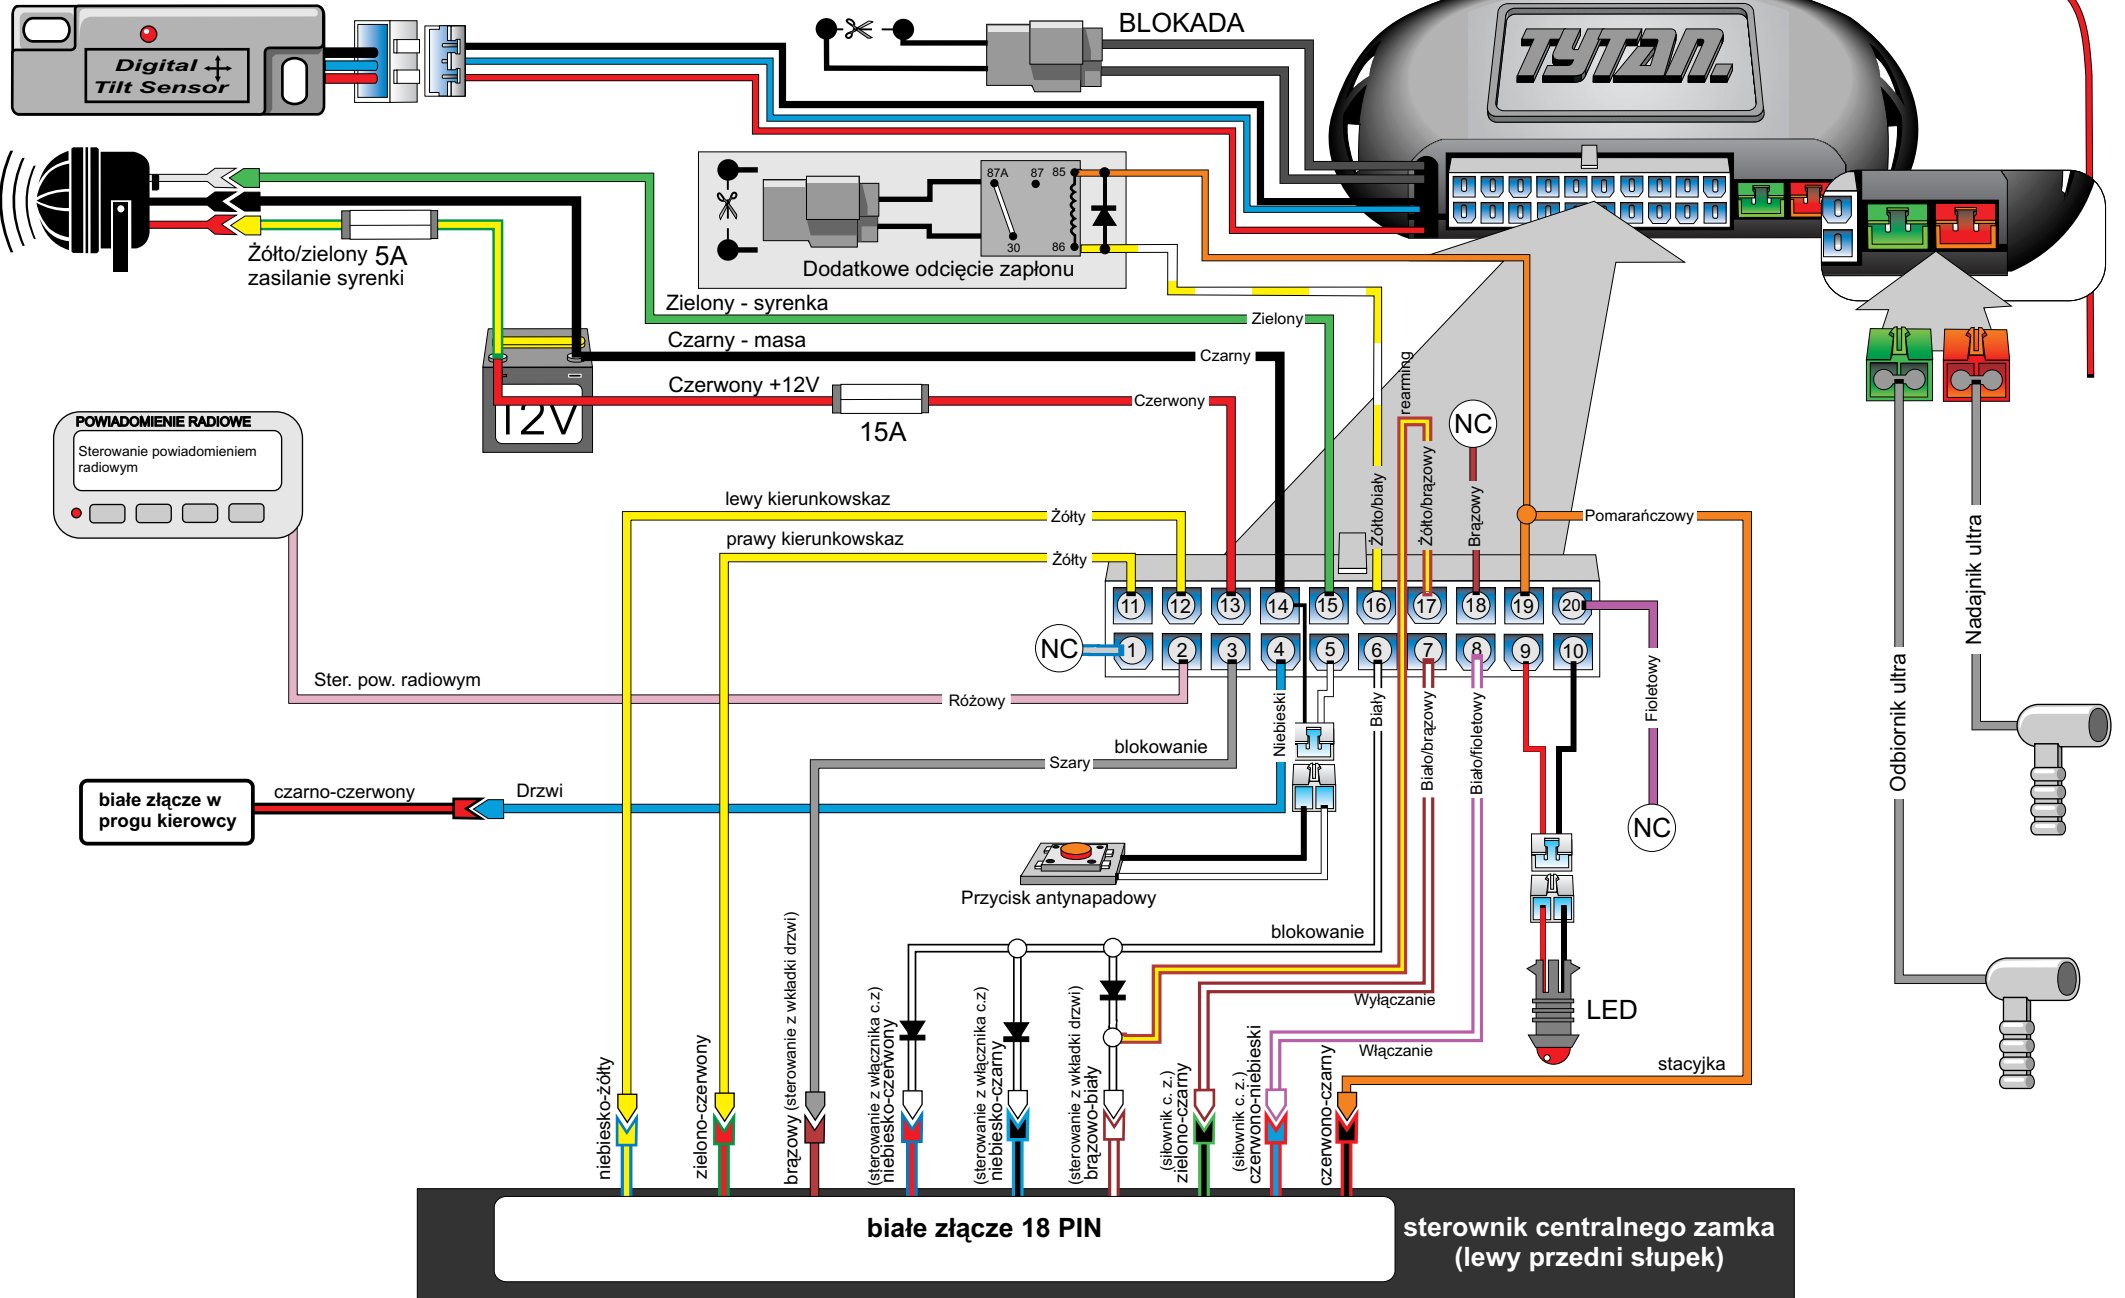 Digital
Tilt Sensor
BLOKADA
TYTAN.
Żółto/zielony 5A
zasilanie syrenki
87A 87 85
30 86
Dodatkowe odcięcie zapłonu
Zielony - syrenka
Zielony
Czarny - masa
Czarny
Czerwony +12V
Czerwony
15A
12V
POWIADOMIENIE RADIOWE
Sterowanie powiadomieniem
radiowym
rearming
NC
lewy kierunkowskaz
Żółty
prawy kierunkowskaz
Żółty
Żółto/biały
Żółto/brązowy
Brązowy
Pomarańczowy
11 12 13 14 15 16 17 18 19 20
NC
1 2 3 4 5 6 7 8 9 10
Ster. pow. radiowym
Różowy
Niebieski
Biały
Biało/brązowy
Biało/fioletowy
Fioletowy
NC
Odbiornik ultra
Nadajnik ultra
blokowanie
Szary
białe złącze w
progu kierowcy
czarno-czerwony
Drzwi
Przycisk antynapadowy
blokowanie
Wyłączanie
Włączanie
LED
stacyjka
niebiesko-żółty
zielono-czerwony
brązowy (sterowanie z wkładki drzwi)
(sterowanie z włącznika c.z)
niebiesko-czerwony
(sterowanie z włącznika c.z)
niebiesko-czarny
(sterowanie z wkładki drzwi)
brązowo-biały
(siłownik c. z.)
zielono-czarny
(siłownik c. z.)
czerwono-niebieski
czerwono-czarny
białe złącze 18 PIN
sterownik centralnego zamka
(lewy przedni słupek)